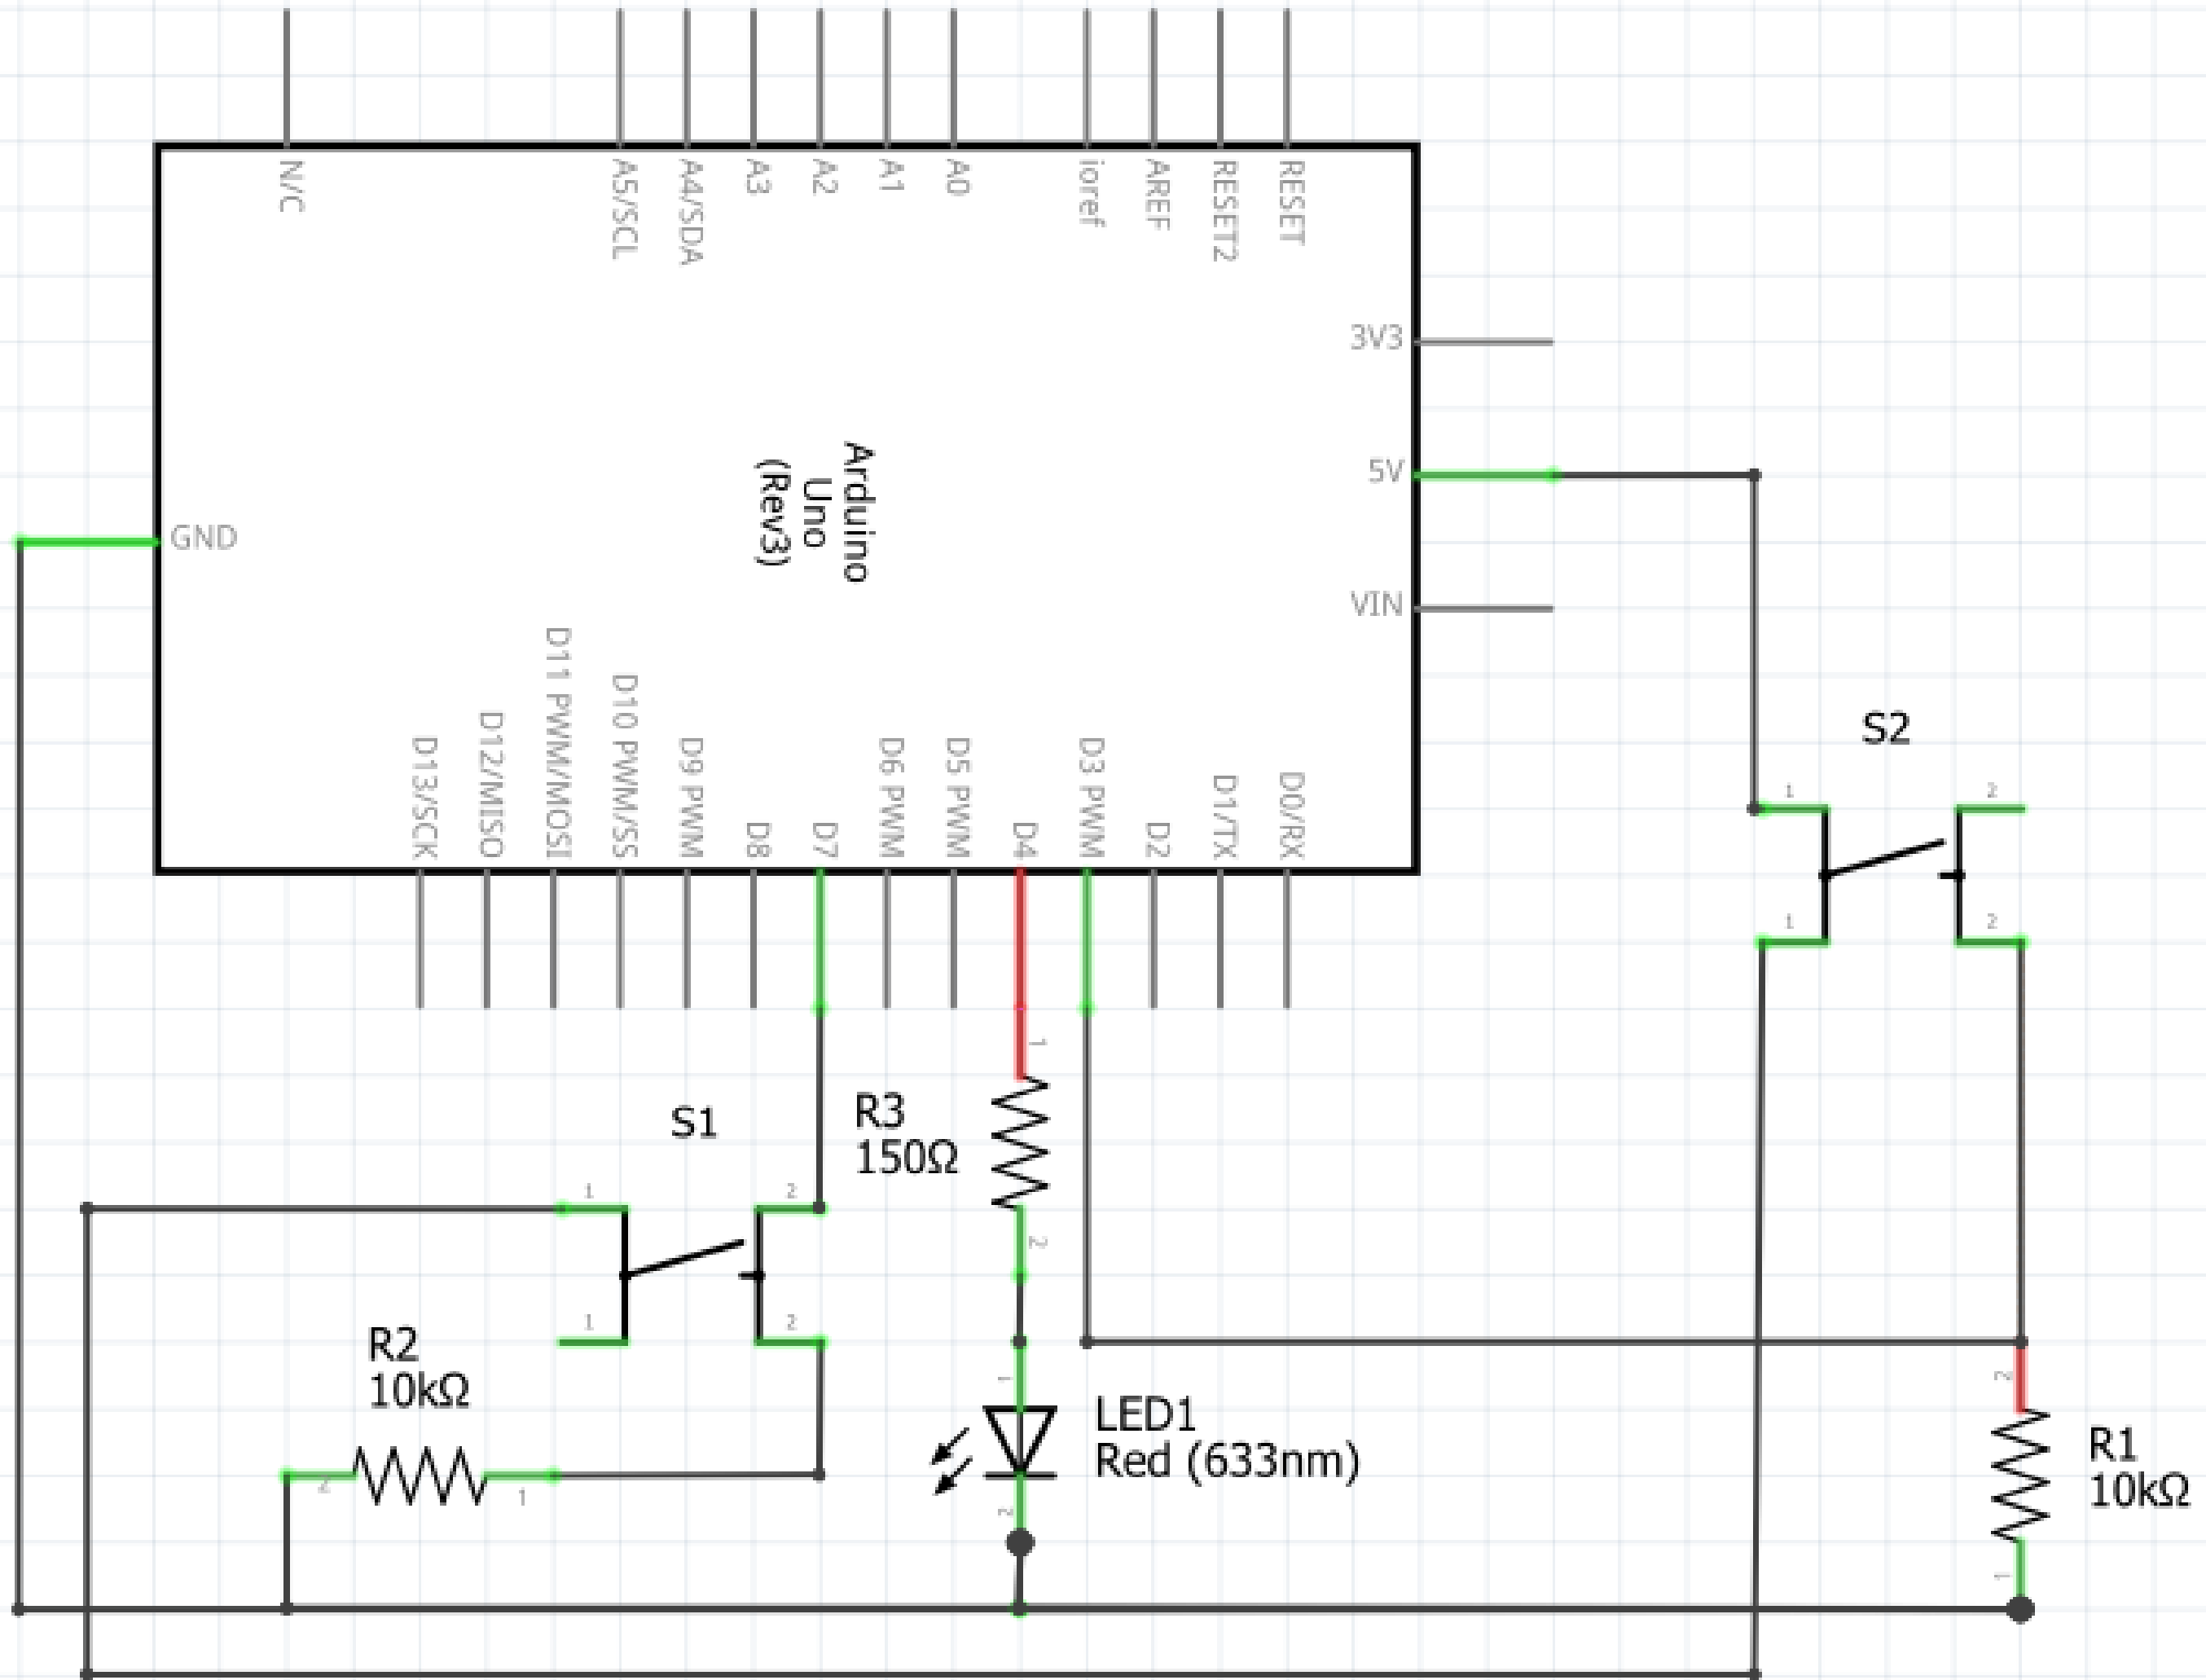 N/C
A5/SCL
A4/SDA
A3
A2
A1
A0
ioref
AREF
RESET2
RESET
3V3
5V
VIN
GND
Arduino
Uno
(Rev3)
D13/SCK
D12/MISO
D11 PWM/MOSI
D10 PWM/SS
D9 PWM
D8
D7
D6 PWM
D5 PWM
D4
D3 PWM
D2
D1/TX
D0/RX
S2
1
2
1
2
1
S1
R3
150Ω
1
2
2
1
2
R2
10kΩ
2
1
1
LED1
Red (633nm)
2
2
R1
10kΩ
1